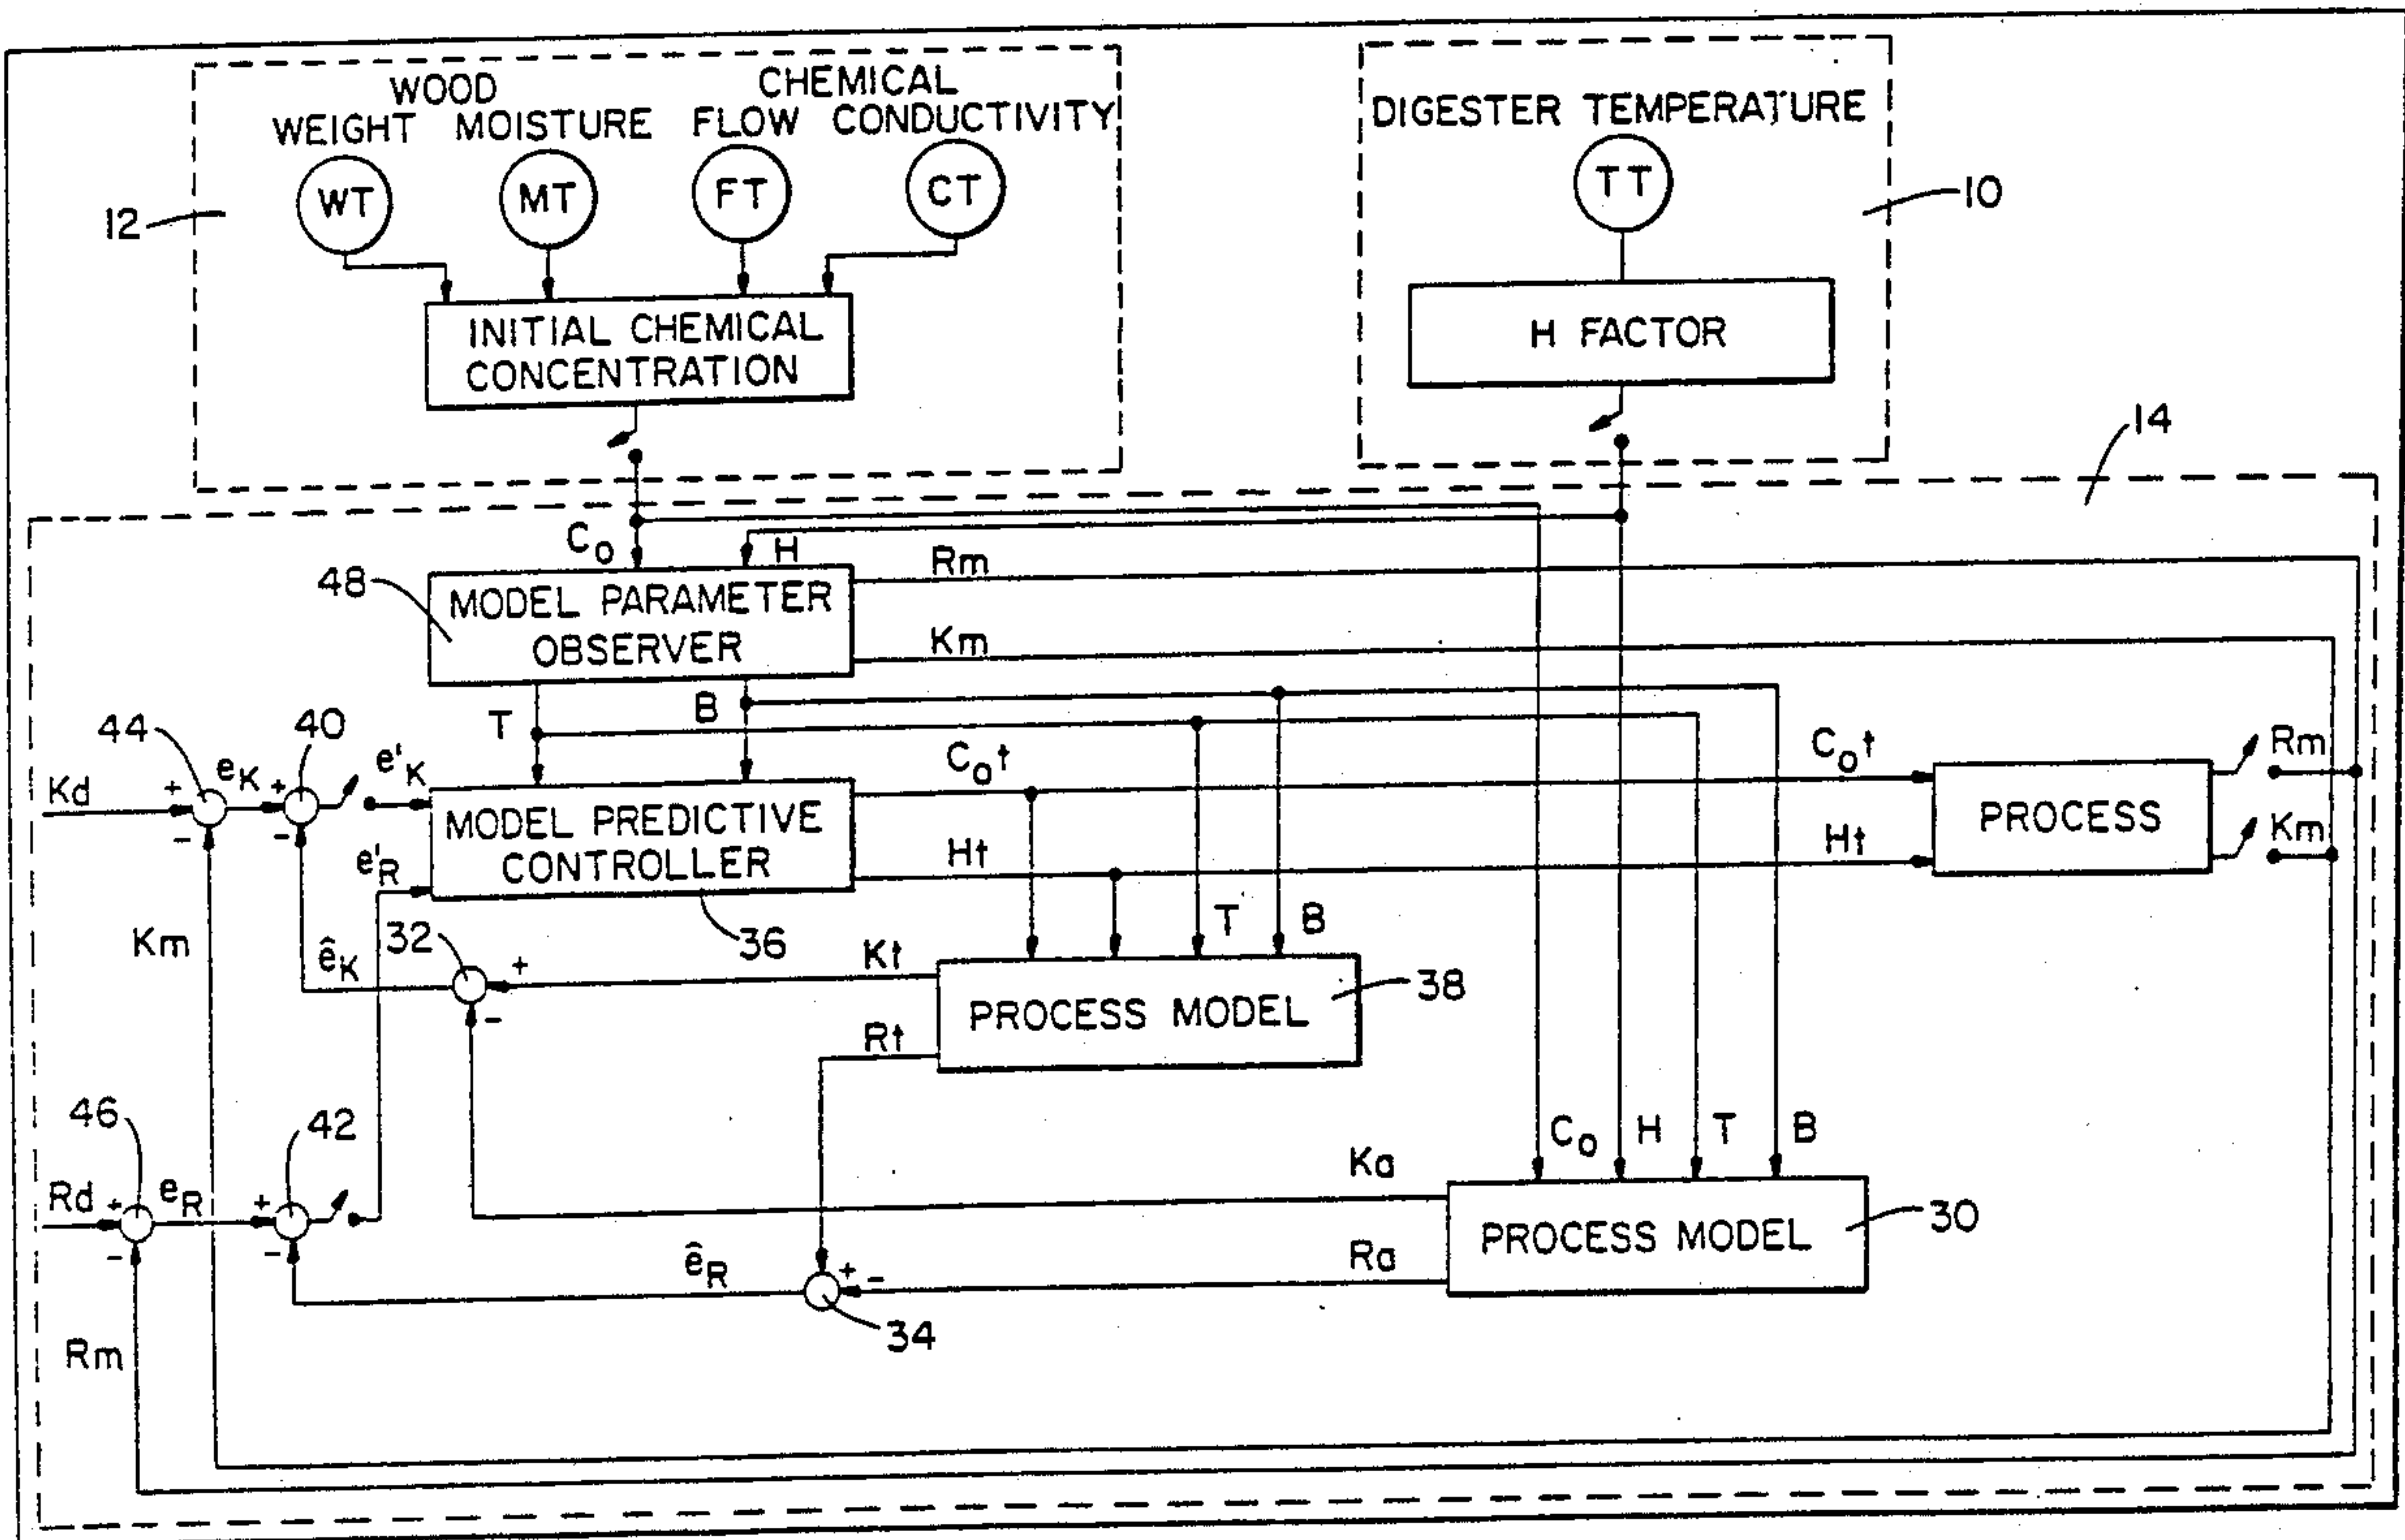 WOOD CHEMICAL
WEIGHT MOISTURE FLOW CONDUCTIVITY
WT MT FT CT
12
INITIAL CHEMICAL
CONCENTRATION
DIGESTER TEMPERATURE
TT
10
H FACTOR
14
Co H
48
MODEL PARAMETER
OBSERVER
Rm
Km
T B
44 40
Kd + - eK + - e'K
e'R
MODEL PREDICTIVE
CONTROLLER
36
Cot Cot
Ht Ht
PROCESS
Rm
Km
T B
Km
êK
32
+ -
Kt
Rt
PROCESS MODEL
38
46 42
Rd + - eR + -
Rm
êR
+ -
34
Ka
Ra
Co H T B
PROCESS MODEL
30